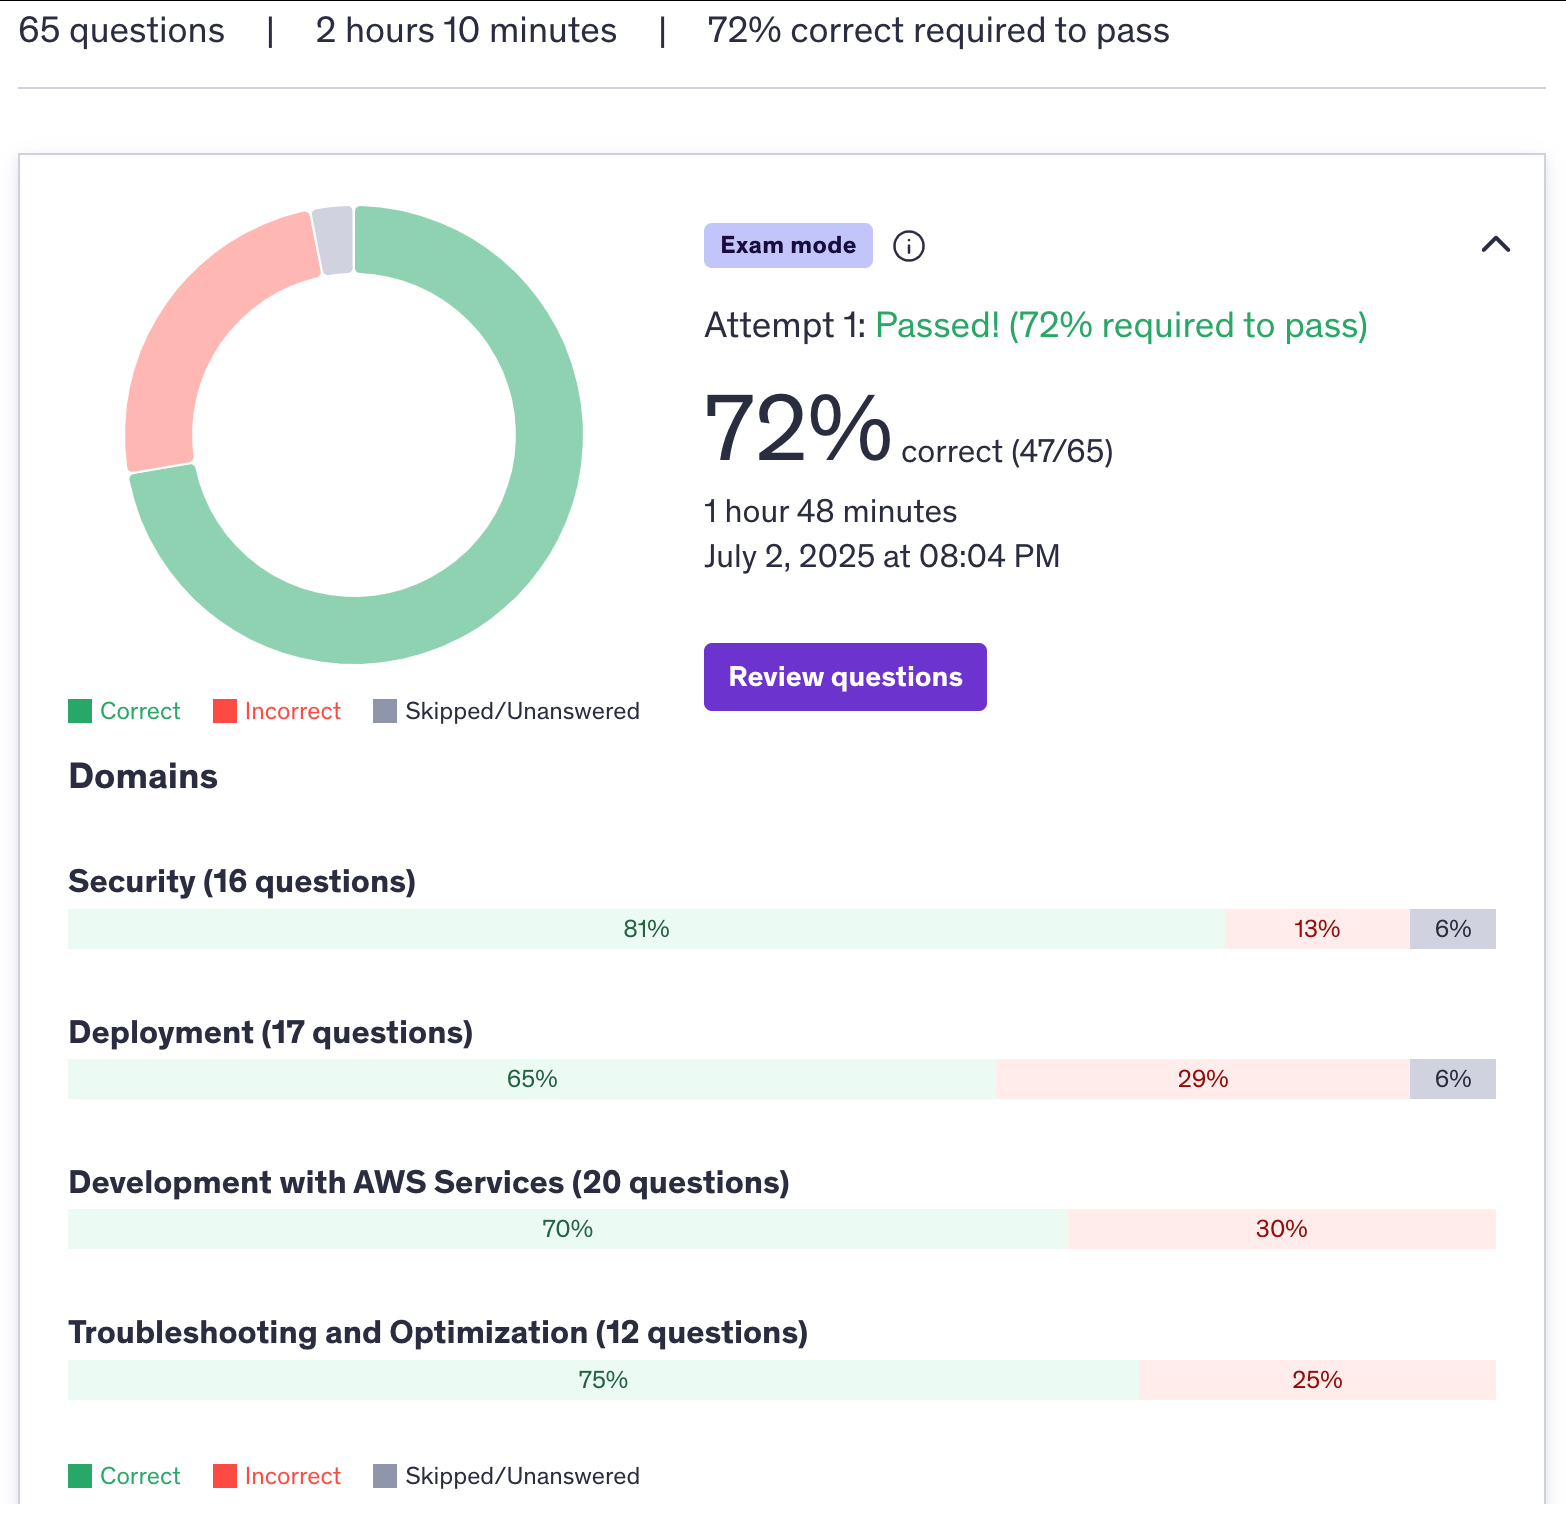 65 questions | 2 hours 10 minutes | 72% correct required to pass
Exam mode
Attempt 1: Passed! (72% required to pass)
72% correct (47/65)
1 hour 48 minutes
July 2, 2025 at 08:04 PM
Review questions
Correct Incorrect Skipped/Unanswered
Domains
Security (16 questions)
81% 13% 6%
Deployment (17 questions)
65% 29% 6%
Development with AWS Services (20 questions)
70% 30%
Troubleshooting and Optimization (12 questions)
75% 25%
Correct Incorrect Skipped/Unanswered